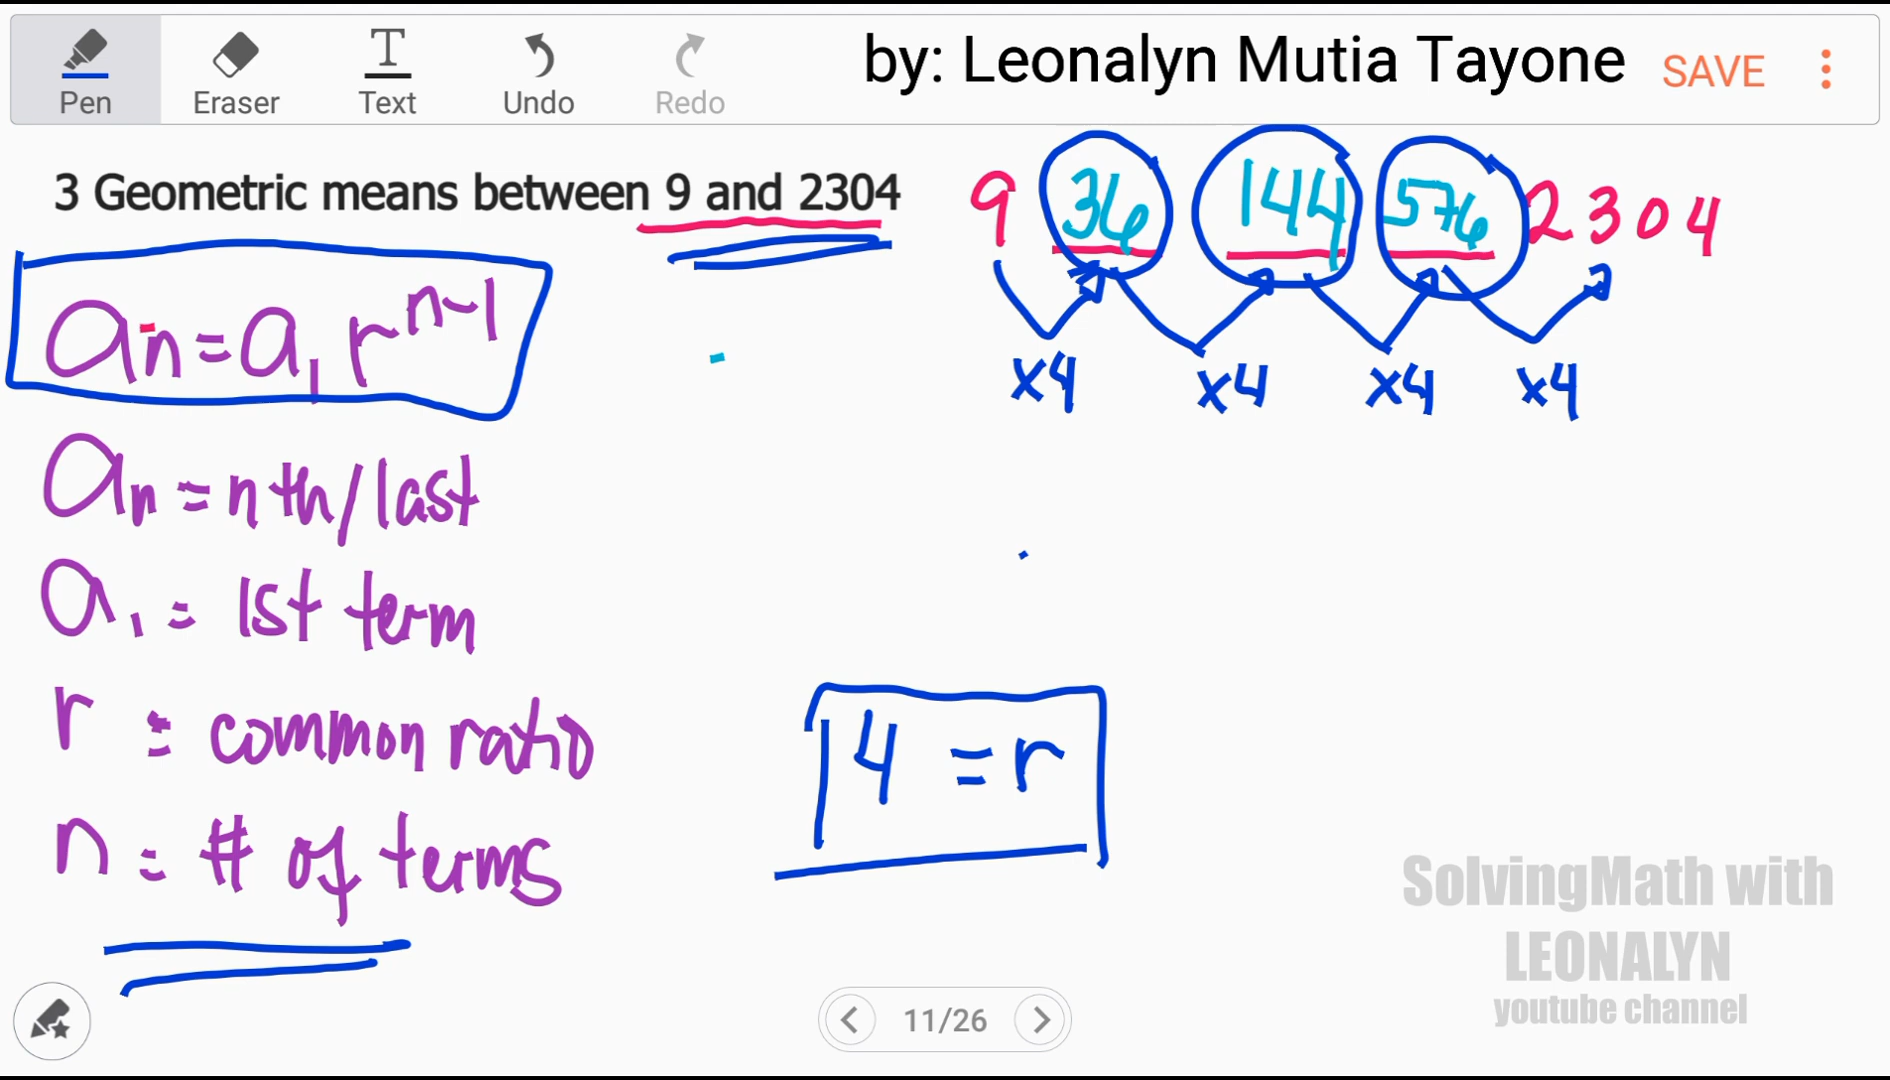 Pen Eraser Text Undo Redo by: Leonalyn Mutia Tayone SAVE
3 Geometric means between 9 and 2304
9 36 144 576 2304
x4 x4 x4 x4
an = a1 r^n-1
an = nth/last
a1 = 1st term
r = common ratio
n = # of terms
4 = r
SolvingMath with
LEONALYN
youtube channel
11/26